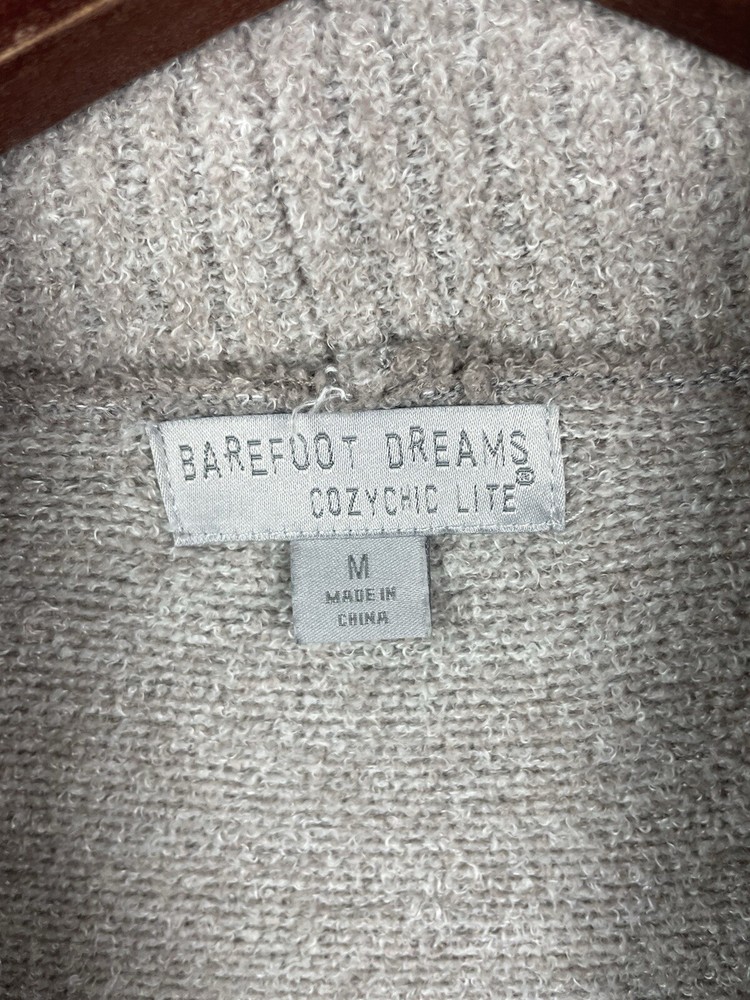 BAREFOOT DREAMS
COZYCHIC LITE®
M
MADE IN
CHINA